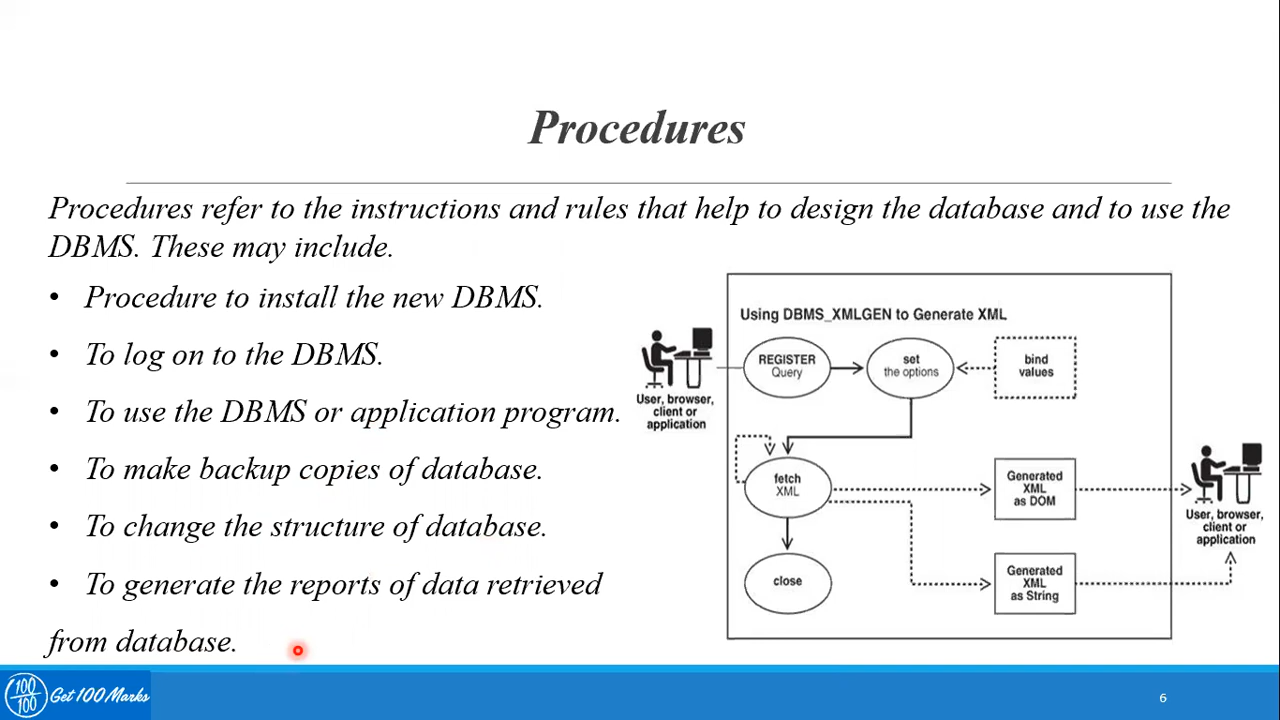 Procedures
Procedures refer to the instructions and rules that help to design the database and to use the
DBMS. These may include.
• Procedure to install the new DBMS.
• To log on to the DBMS.
• To use the DBMS or application program.
• To make backup copies of database.
• To change the structure of database.
• To generate the reports of data retrieved
from database.
Using DBMS_XMLGEN to Generate XML
User, browser,
client or
application
REGISTER
Query
set
the options
bind
values
fetch
XML
Generated
XML
as DOM
User, browser,
client or
application
close
Generated
XML
as String
100
100
Get 100 Marks
6